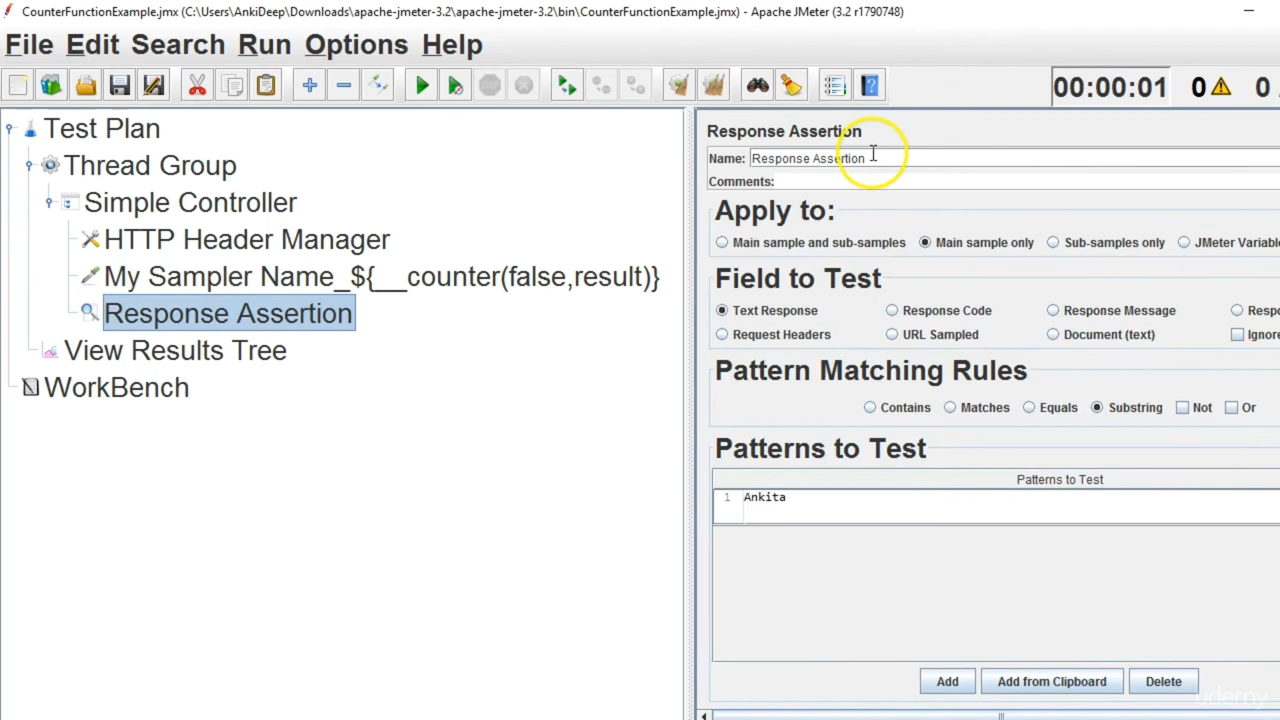 CounterFunctionExample.jmx (C:\Users\AnkiDeep\Downloads\apache-jmeter-3.2\apache-jmeter-3.2\bin\CounterFunctionExample.jmx) - Apache JMeter (3.2 r1790748)
File Edit Search Run Options Help
00:00:01 0 0
Test Plan
Thread Group
Simple Controller
HTTP Header Manager
My Sampler Name_${__counter(false,result)}
Response Assertion
View Results Tree
WorkBench
Response Assertion
Name: Response Assertion
Comments:
Apply to:
Main sample and sub-samples Main sample only Sub-samples only JMeter Variabl
Field to Test
Text Response Response Code Response Message Respo
Request Headers URL Sampled Document (text) Ignore
Pattern Matching Rules
Contains Matches Equals Substring Not Or
Patterns to Test
Patterns to Test
1 Ankita
Add Add from Clipboard Delete
udemy